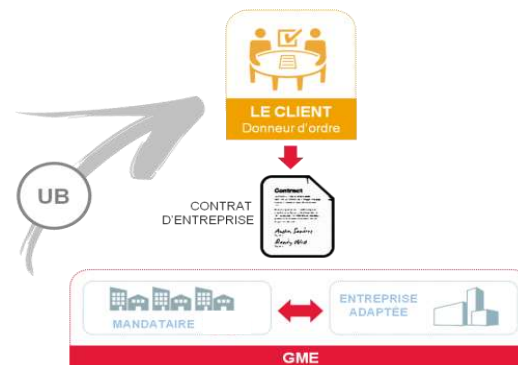 LE CLIENT
Donneur d'ordre
UB
CONTRAT
D'ENTREPRISE
Contract
MANDATAIRE
ENTREPRISE
ADAPTÉE
GME